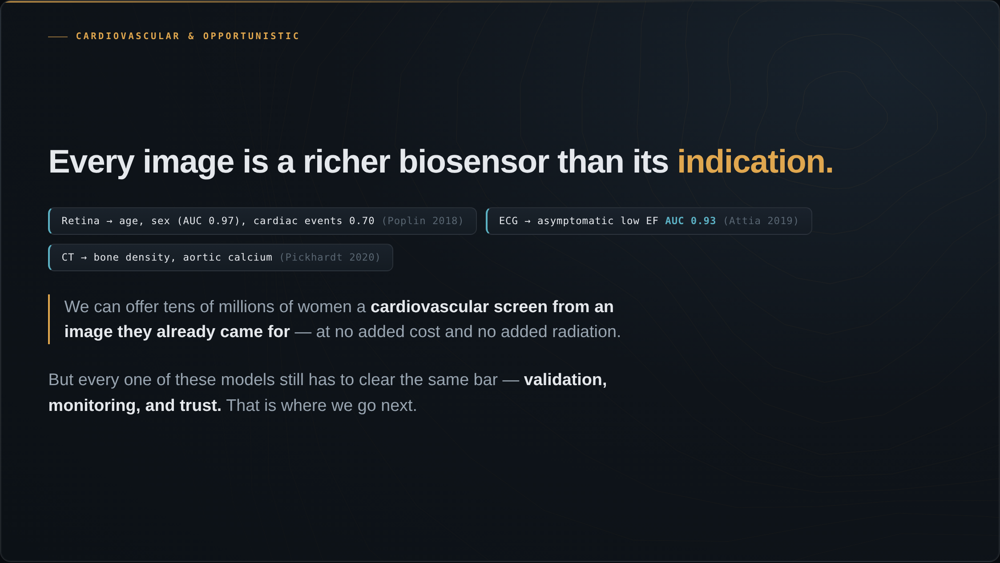 CARDIOVASCULAR & OPPORTUNISTIC
Every image is a richer biosensor than its indication.
Retina → age, sex (AUC 0.97), cardiac events 0.70 (Poplin 2018)
ECG → asymptomatic low EF AUC 0.93 (Attia 2019)
CT → bone density, aortic calcium (Pickhardt 2020)
We can offer tens of millions of women a cardiovascular screen from an
image they already came for — at no added cost and no added radiation.
But every one of these models still has to clear the same bar — validation,
monitoring, and trust. That is where we go next.